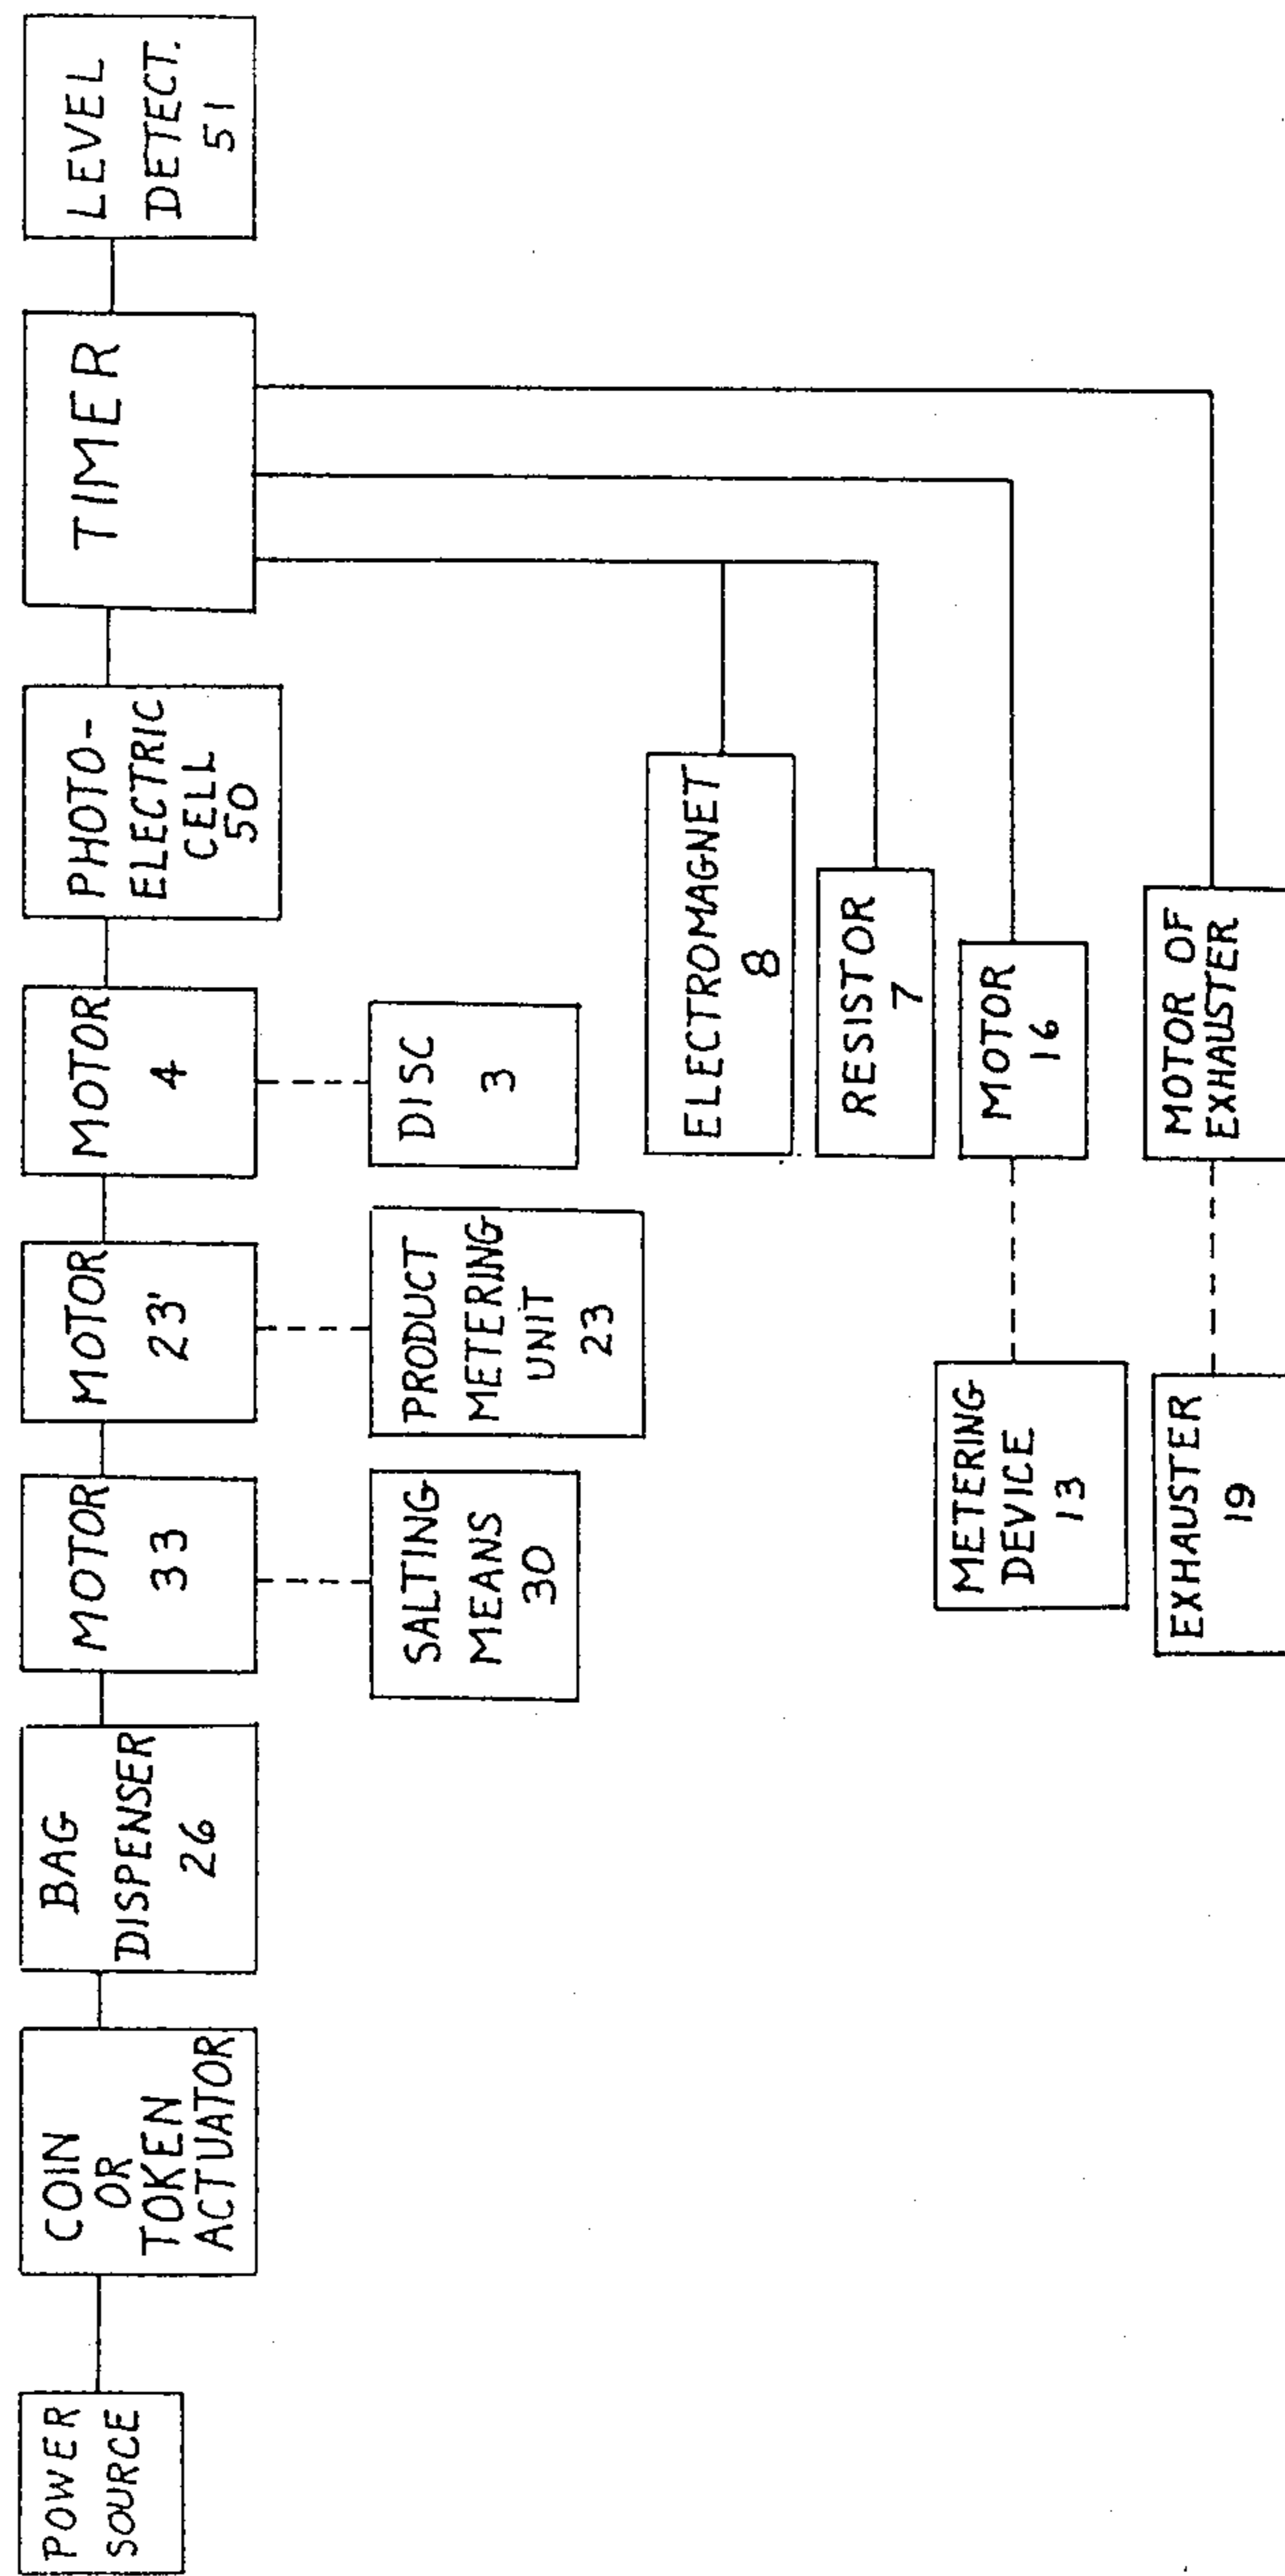 POWER
SOURCE
COIN
OR
TOKEN
ACTUATOR
BAG
DISPENSER
26
MOTOR
33
MOTOR
23'
MOTOR
4
PHOTO-
ELECTRIC
CELL
50
TIMER
LEVEL
DETECT.
51
SALTING
MEANS
30
PRODUCT
METERING
UNIT
23
DISC
3
ELECTROMAGNET
8
RESISTOR
7
METERING
DEVICE
13
MOTOR
16
EXHAUSTER
19
MOTOR OF
EXHAUSTER